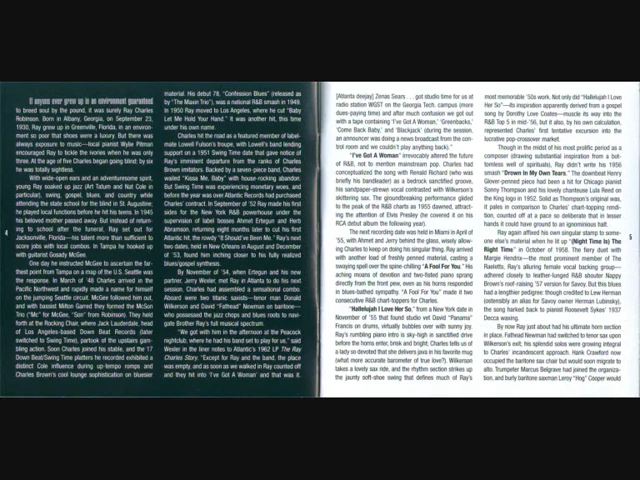 If anyone ever grew up in an environment guaranteed
to breed soul by the pound, it was surely Ray Charles
Robinson. Born in Albany, Georgia, on September 23,
1930, Ray grew up in Greenville, Florida, in an environ-
ment so poor that shoes were a luxury. But there was
always exposure to music—local pianist Wylie Pitman
encouraged Ray to tickle the ivories when he was only
three. At the age of five Charles began going blind; by six
he was totally sightless.
With wide-open ears and an adventuresome spirit,
young Ray soaked up jazz (Art Tatum and Nat Cole in
particular), swing, gospel, blues, and country while
attending the state school for the blind in St. Augustine;
he played local functions before he hit his teens. In 1945
his beloved mother passed away. But instead of return-
ing to school after the funeral, Ray set out for
Jacksonville, Florida—his talent more than sufficient to
score jobs with local combos. In Tampa he hooked up
with guitarist Gosady McGee.
One day he instructed McGee to ascertain the far-
thest point from Tampa on a map of the U.S. Seattle was
the response. In March of '48 Charles arrived in the
Pacific Northwest and rapidly made a name for himself
on the jumping Seattle circuit. McGee followed him out,
and with bassist Milton Garred they formed the McSon
Trio ("Mc" for McGee, "Son" from Robinson). They held
forth at the Rocking Chair, where Jack Lauderdale, head
of Los Angeles-based Down Beat Records (later
switched to Swing Time), partook of the upstairs gam-
bling action. Soon Charles joined his stable, and the 17
Down Beat/Swing Time platters he recorded exhibited a
distinct Cole influence during up-tempo romps and
Charles Brown's cool lounge sophistication on bluesier
4
material. His debut 78, "Confession Blues" (released as
by "The Maxin Trio"), was a national R&B smash in 1949.
In 1950 Ray moved to Los Angeles, where he cut "Baby
Let Me Hold Your Hand." It was another hit, this time
under his own name.
Charles hit the road as a featured member of label-
mate Lowell Fulson's troupe, with Lowell's band lending
support on a 1951 Swing Time date that gave notice of
Ray's imminent departure from the ranks of Charles
Brown imitators. Backed by a seven-piece band, Charles
wailed "Kissa Me, Baby" with house-rocking abandon.
But Swing Time was experiencing monetary woes, and
before the year was over Atlantic Records had purchased
Charles' contract. In September of '52 Ray made his first
sides for the New York R&B powerhouse under the
supervision of label bosses Ahmet Ertegun and Herb
Abramson, returning eight months later to cut his first
Atlantic hit, the rowdy "It Should've Been Me." Ray's next
two dates, held in New Orleans in August and December
of '53, found him inching closer to his fully realized
blues/gospel synthesis.
By November of '54, when Ertegun and his new
partner, Jerry Wexler, met Ray in Atlanta to do his next
session, Charles had assembled a sensational combo.
Aboard were two titanic saxists—tenor man Donald
Wilkerson and David "Fathead" Newman on baritone—
who possessed the jazz chops and blues roots to navi-
gate Brother Ray's full musical spectrum.
"We got with him in the afternoon at the Peacock
nightclub, where he had his band set to play for us," said
Wexler in the liner notes to Atlantic's 1962 LP The Ray
Charles Story. "Except for Ray and the band, the place
was empty; and as soon as we walked in Ray counted off
and they hit into 'I've Got A Woman' and that was it.
[Atlanta deejay] Zenas Sears . . . got studio time for us at
radio station WGST on the Georgia Tech. campus (more
dues-paying time) and after much confusion we got out
with a tape containing 'I've Got A Woman,' 'Greenbacks,'
'Come Back Baby,' and 'Blackjack' (during the session,
an announcer was doing a news broadcast from the con-
trol room and we couldn't play anything back)."
"I've Got A Woman" irrevocably altered the future
of R&B, not to mention mainstream pop. Charles had
conceptualized the song with Renald Richard (who was
briefly his bandleader) as a bedrock sanctified groove,
his sandpaper-strewn vocal contrasted with Wilkerson's
skittering sax. The groundbreaking performance glided
to the peak of the R&B charts as 1955 dawned, attract-
ing the attention of Elvis Presley (he covered it on his
RCA debut album the following year).
The next recording date was held in Miami in April of
'55, with Ahmet and Jerry behind the glass, wisely allow-
ing Charles to keep on doing his singular thing. Ray arrived
with another load of freshly penned material, casting a
swaying spell over the spine-chilling "A Fool For You." His
aching moans of devotion and two-fisted piano sprang
directly from the front pew, even as his horns responded
in blues-bathed sympathy. "A Fool For You" made it two
consecutive R&B chart-toppers for Charles.
"Hallelujah I Love Her So," from a New York date in
November of '55 that found studio vet David "Panama"
Francis on drums, virtually bubbles over with sunny joy.
Ray's rumbling piano intro is sky-high in sanctified drive
before the horns enter, brisk and bright; Charles tells us of
a lady so devoted that she delivers java in his favorite mug
(what more accurate barometer of true love?). Wilkerson
takes a lovely sax ride, and the rhythm section strikes up
the jaunty soft-shoe swing that defines much of Ray's
most memorable '50s work. Not only did "Hallelujah I Love
Her So"—its inspiration apparently derived from a gospel
song by Dorothy Love Coates—muscle its way into the
R&B Top 5 in mid-'56, but it also, by his own calculation,
represented Charles' first tentative excursion into the
lucrative pop-crossover market.
Though in the midst of his most prolific period as a
composer (drawing substantial inspiration from a bot-
tomless well of spirituals), Ray didn't write his 1956
smash "Drown In My Own Tears." The downbeat Henry
Glover-penned piece had been a hit for Chicago pianist
Sonny Thompson and his lovely chanteuse Lula Reed on
the King logo in 1952. Solid as Thompson's original was,
it pales in comparison to Charles' chart-topping rendi-
tion, counted off at a pace so deliberate that in lesser
hands it could have ground to an ignominious halt.
Ray again affixed his own singular stamp to some-
one else's material when he lit up "(Night Time Is) The
Right Time" in October of 1958. The fiery duet with
Margie Hendrix—the most prominent member of The
Raeletts, Ray's alluring female vocal backing group—
adhered closely to leather-lunged R&B shouter Nappy
Brown's roof-raising '57 version for Savoy. But this blues
had a lengthier pedigree: though credited to Lew Herman
(ostensibly an alias for Savoy owner Herman Lubinsky),
the song harked back to pianist Roosevelt Sykes' 1937
Decca waxing.
By now Ray just about had his ultimate horn section
in place. Fathead Newman had switched to tenor sax upon
Wilkerson's exit, his splendid solos were growing integral
to Charles' incandescent approach. Hank Crawford now
occupied the baritone sax chair but would soon migrate to
alto. Trumpeter Marcus Belgrave had joined the organiza-
tion, and burly baritone saxman Leroy "Hog" Cooper would
5